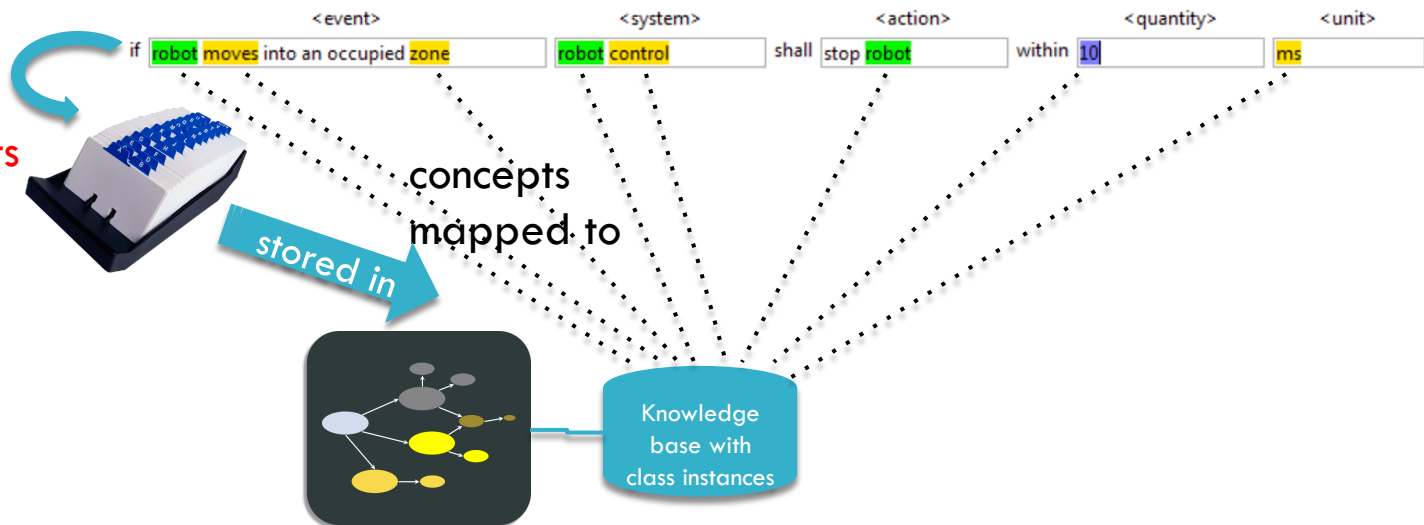 <event> <system> <action> <quantity> <unit>
if robot moves into an occupied zone robot control shall stop robot within 10 ms
rs
concepts
mapped to
stored in
Knowledge
base with
class instances